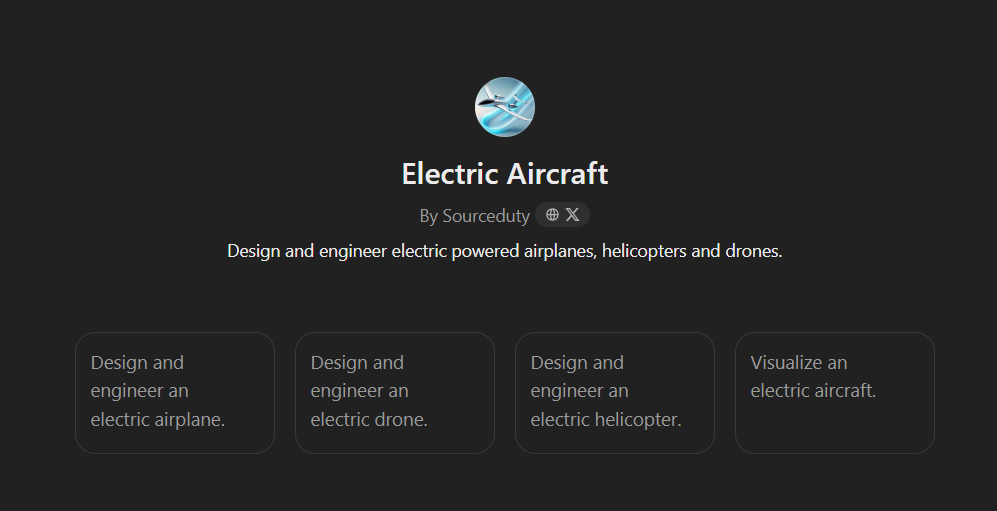 Electric Aircraft
By Sourceduty
Design and engineer electric powered airplanes, helicopters and drones.
Design and
engineer an
electric airplane.
Design and
engineer an
electric drone.
Design and
engineer an
electric helicopter.
Visualize an
electric aircraft.